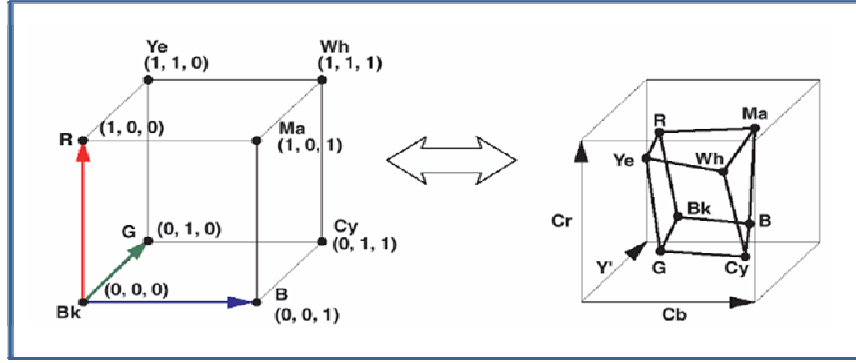 Ye
(1, 1, 0)
Wh
(1, 1, 1)
R
(1, 0, 0)
Ma
(1, 0, 1)
G
(0, 1, 0)
Cy
(0, 1, 1)
Bk
(0, 0, 0)
B
(0, 0, 1)
R
Ma
Ye
Wh
Cr
Bk
B
Y'
G
Cy
Cb